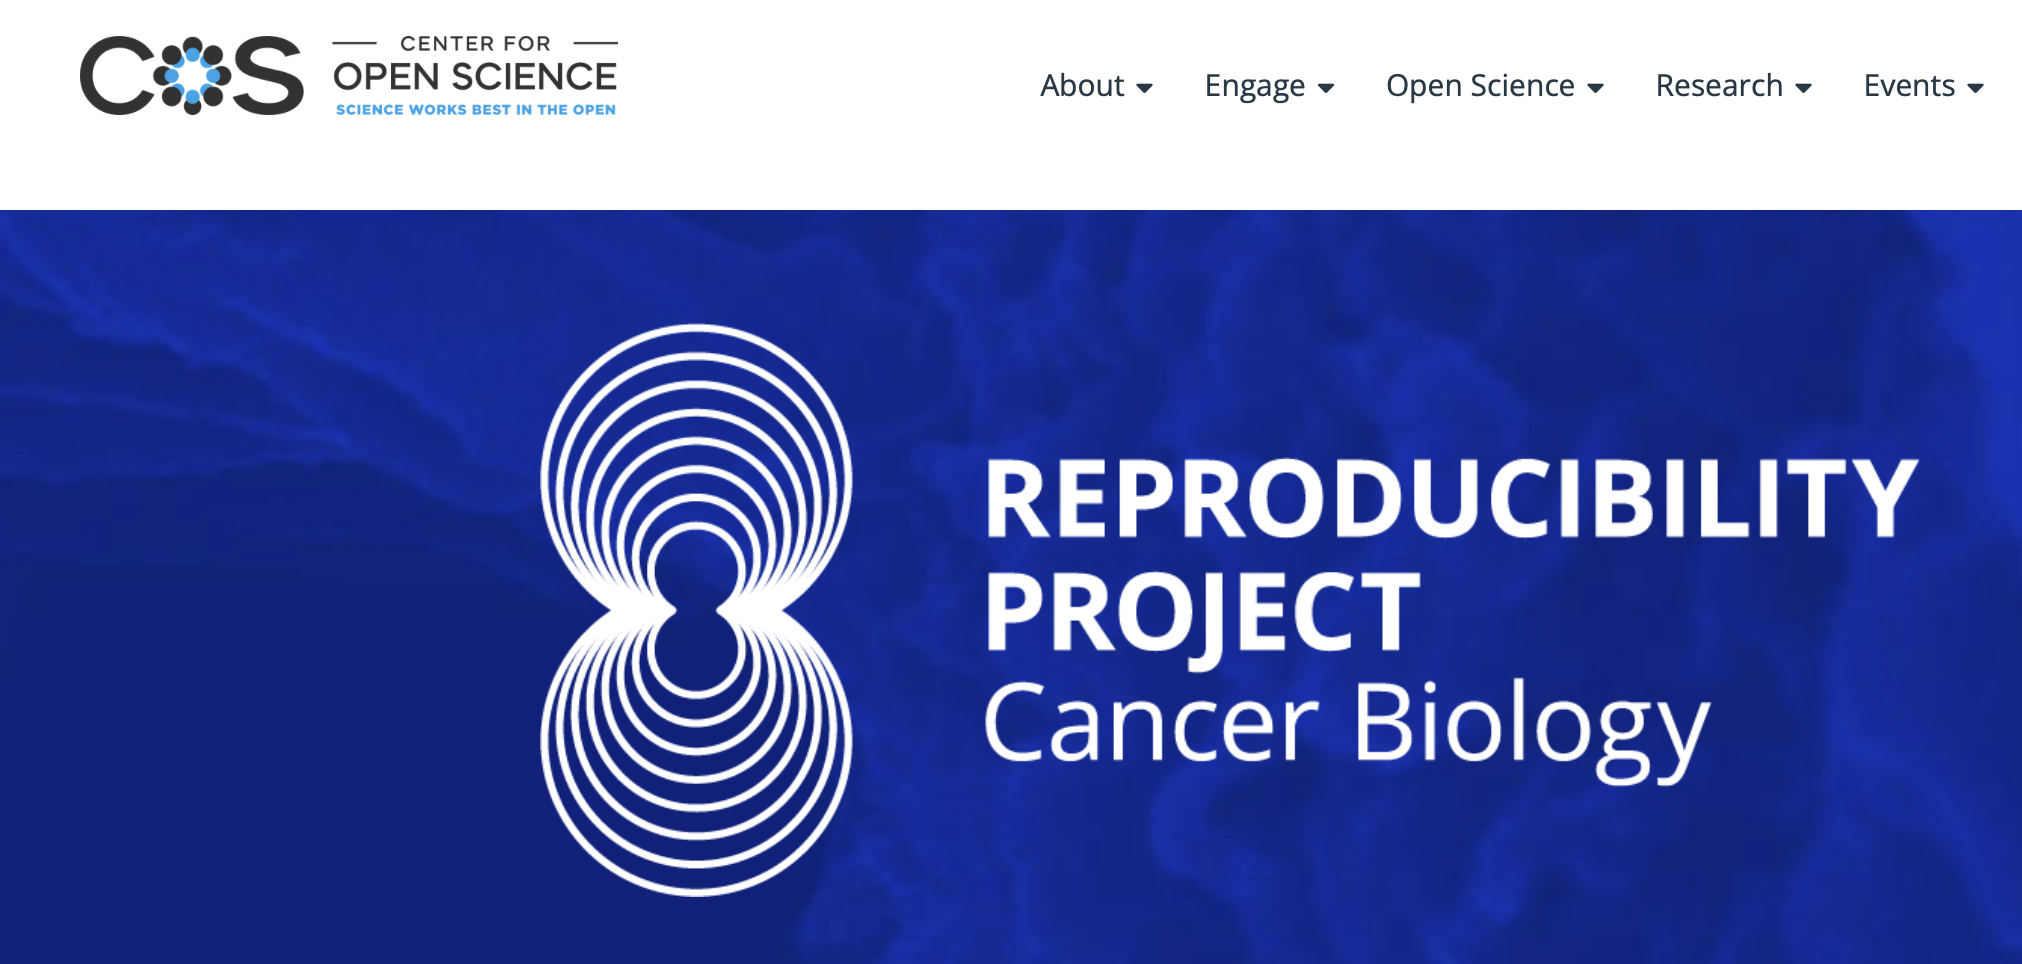 COS
CENTER FOR
OPEN SCIENCE
SCIENCE WORKS BEST IN THE OPEN
About Engage Open Science Research Events
REPRODUCIBILITY
PROJECT
Cancer Biology